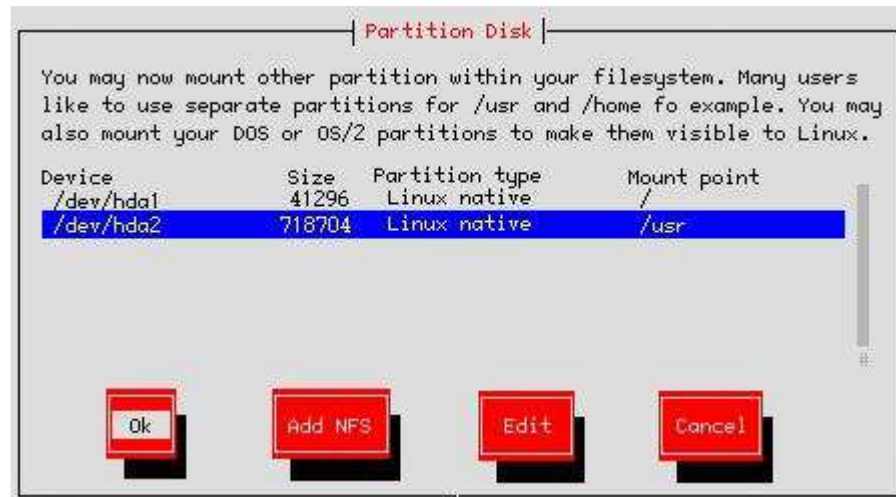 Partition Disk
You may now mount other partition within your filesystem. Many users
like to use separate partitions for /usr and /home fo example. You may
also mount your DOS or OS/2 partitions to make them visible to Linux.
Device Size Partition type Mount point
/dev/hda1 41296 Linux native /
/dev/hda2 718704 Linux native /usr
#
Ok Add NFS Edit Cancel